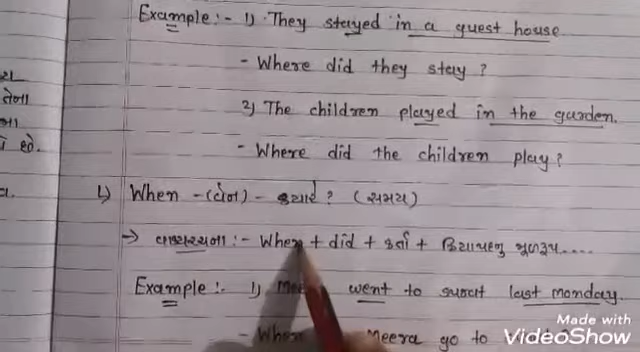 Example :- 1) They stayed in a guest house
- Where did they stay ?
2) The children played in the garden.
- Where did the children play?
1) When - (વેન) - ક્યારે ? (સમય)
→ વાક્યરચના :- When + did + કર્તા + ક્રિયાપદનુ મૂળરૂપ.....
Example :- 1) Meera went to surat last monday.
- When Meera go to
Made with
VideoShow